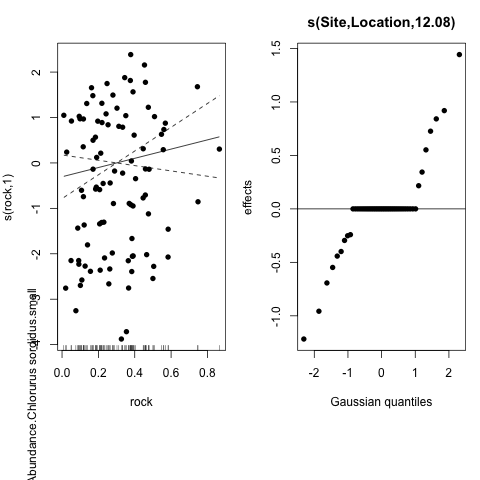 s(Site,Location,12.08)
s(rock,1)
2
1
0
-1
-2
-3
-4
0.0 0.2 0.4 0.6 0.8
rock
effects
1.5
1.0
0.5
0.0
-0.5
-1.0
-2 -1 0 1 2
Gaussian quantiles
Abundance.Chlorurus sordidus.small